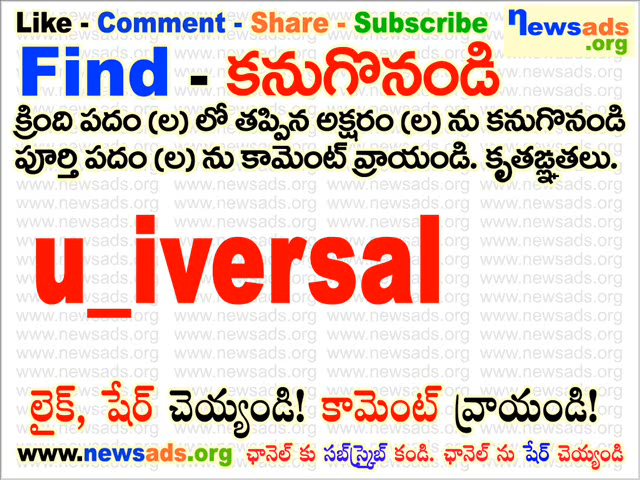 Like - Comment - Share - Subscribe
newsads
.org
Find - కనుగొనండి
క్రింది పదం (ల) లో తప్పిన అక్షరం (ల) ను కనుగొనండి
పూర్తి పదం (ల) ను కామెంట్ వ్రాయండి. కృతఙ్ఞతలు.
u_iversal
లైక్, షేర్ చెయ్యండి! కామెంట్ వ్రాయండి!
www.newsads.org ఛానెల్ కు సబ్‌స్క్రైబ్ కండి. ఛానెల్ ను షేర్ చెయ్యండి